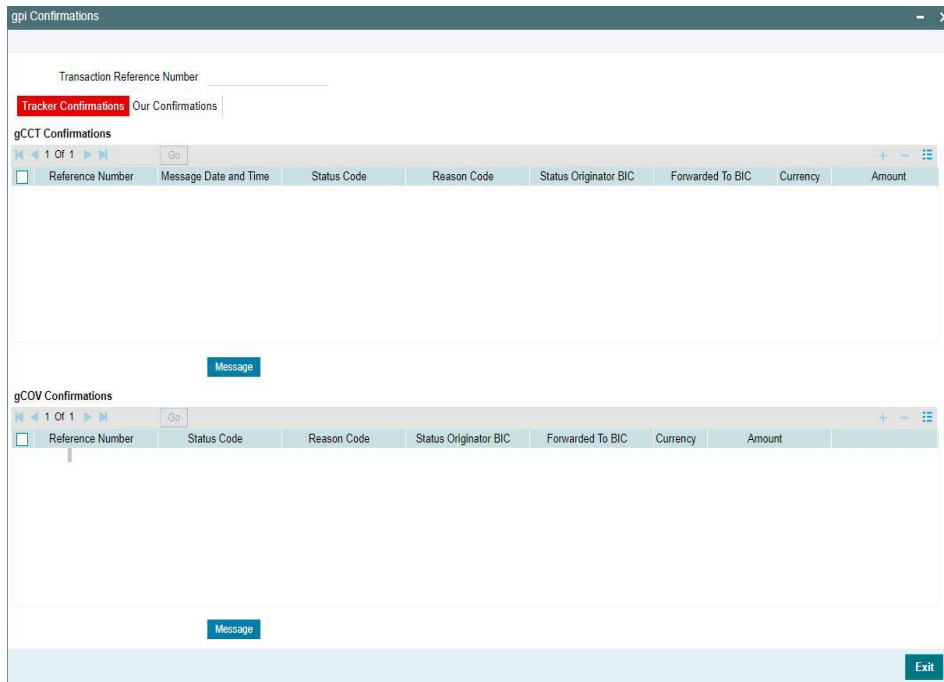 gpi Confirmations
Transaction Reference Number
Tracker Confirmations Our Confirmations
gCCT Confirmations
1 Of 1 Go
Reference Number Message Date and Time Status Code Reason Code Status Originator BIC Forwarded To BIC Currency Amount
Message
gCOV Confirmations
1 Of 1 Go
Reference Number Status Code Reason Code Status Originator BIC Forwarded To BIC Currency Amount
Message
Exit